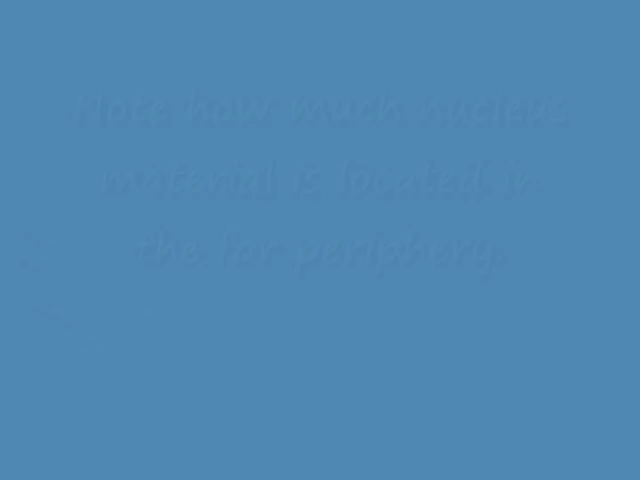 Note how much nucleus
material is located in
the far periphery.